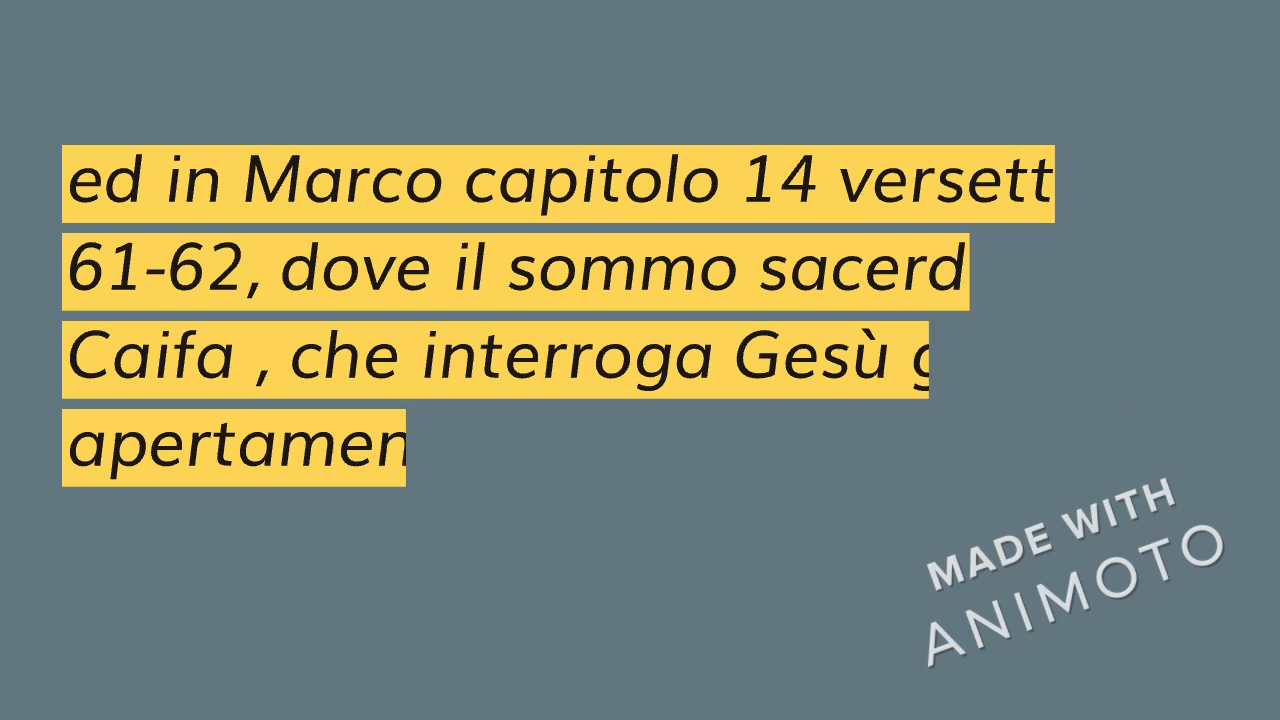 ed in Marco capitolo 14 versett
61-62, dove il sommo sacerd
Caifa , che interroga Gesù g
apertamen
MADE WITH
ANIMOTO